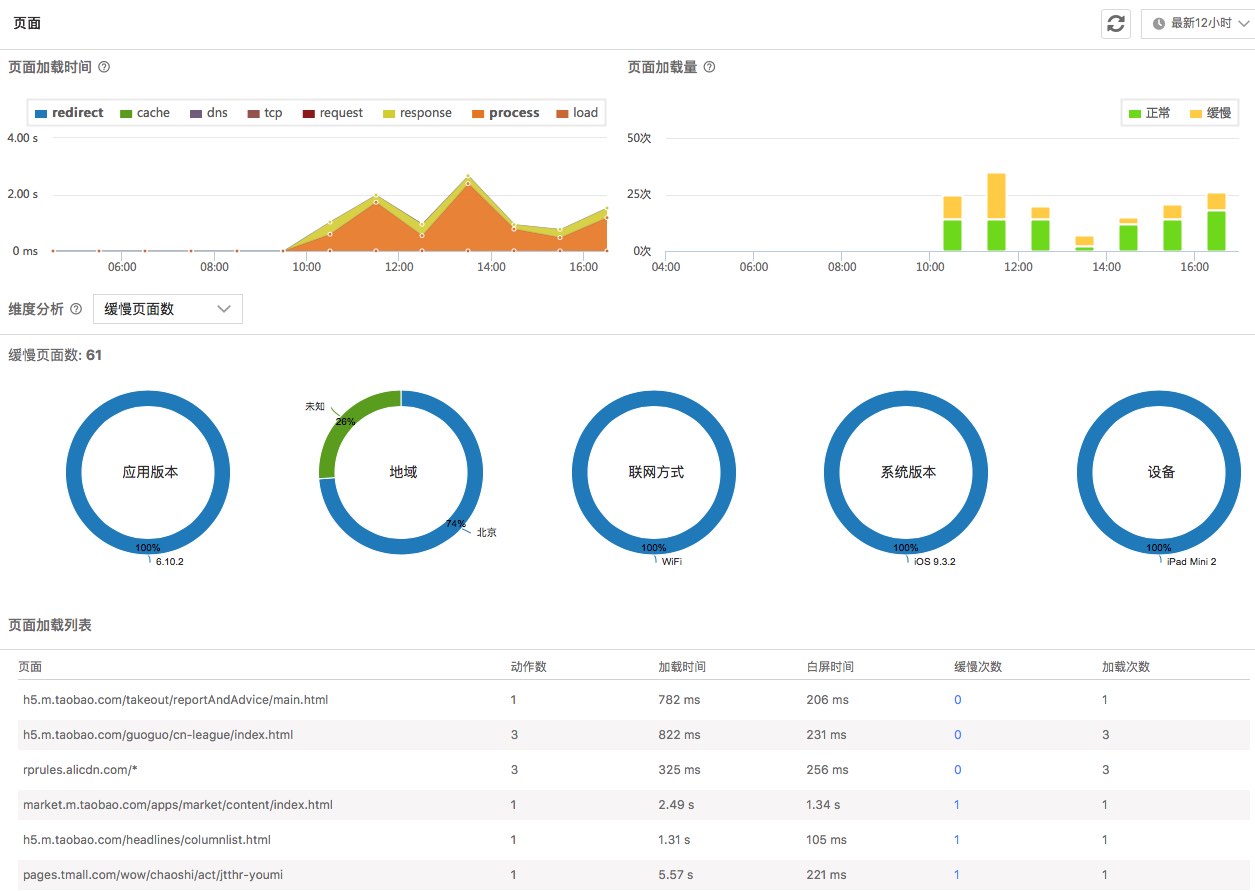 页面
最新12小时
页面加载时间
页面加载量
redirect cache dns tcp request response process load
正常 缓慢
4.00 s
2.00 s
0 ms
06:00 08:00 10:00 12:00 14:00 16:00
50次
25次
0次
04:00 06:00 08:00 10:00 12:00 14:00 16:00
维度分析 缓慢页面数
缓慢页面数: 61
应用版本
100%
6.10.2
未知
26%
地域
74%
北京
联网方式
100%
WiFi
系统版本
100%
iOS 9.3.2
设备
100%
iPad Mini 2
页面加载列表
页面 动作数 加载时间 白屏时间 缓慢次数 加载次数
h5.m.taobao.com/takeout/reportAndAdvice/main.html 1 782 ms 206 ms 0 1
h5.m.taobao.com/guoguo/cn-league/index.html 3 822 ms 231 ms 0 3
rprules.alicdn.com/* 3 325 ms 256 ms 0 3
market.m.taobao.com/apps/market/content/index.html 1 2.49 s 1.34 s 1 1
h5.m.taobao.com/headlines/columnlist.html 1 1.31 s 105 ms 1 1
pages.tmall.com/wow/chaoshi/act/jtthr-youmi 1 5.57 s 221 ms 1 1